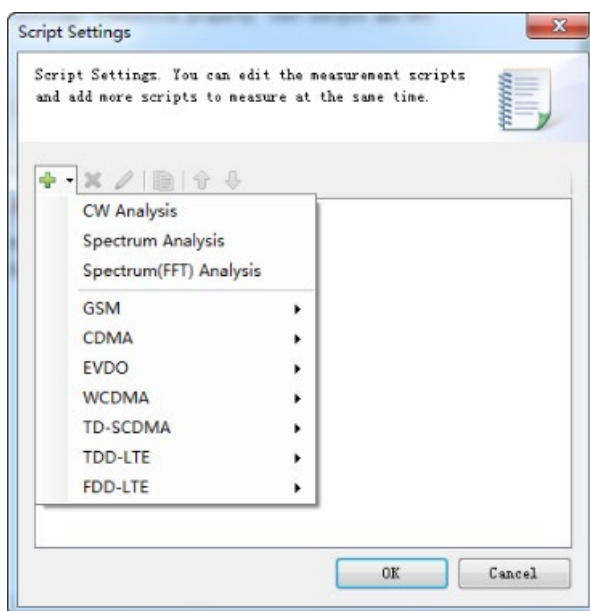 Script Settings
Script Settings. You can edit the measurement scripts
and add more scripts to measure at the same time.
CW Analysis
Spectrum Analysis
Spectrum(FFT) Analysis
GSM
CDMA
EVDO
WCDMA
TD-SCDMA
TDD-LTE
FDD-LTE
OK
Cancel